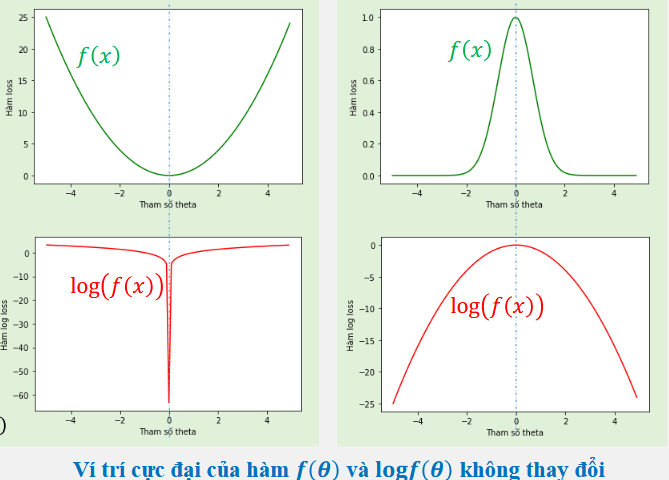 25
20
15
10
5
0
Hàm loss
f(x)
−4 −2 0 2 4
Tham số theta
1.0
0.8
0.6
0.4
0.2
0.0
Hàm loss
f(x)
−4 −2 0 2 4
Tham số theta
0
−10
−20
−30
−40
−50
−60
Hàm log loss
log(f(x))
−4 −2 0 2 4
Tham số theta
0
−5
−10
−15
−20
−25
Hàm log loss
log(f(x))
−4 −2 0 2 4
Tham số theta
)
Ví trí cực đại của hàm f(θ) và logf(θ) không thay đổi